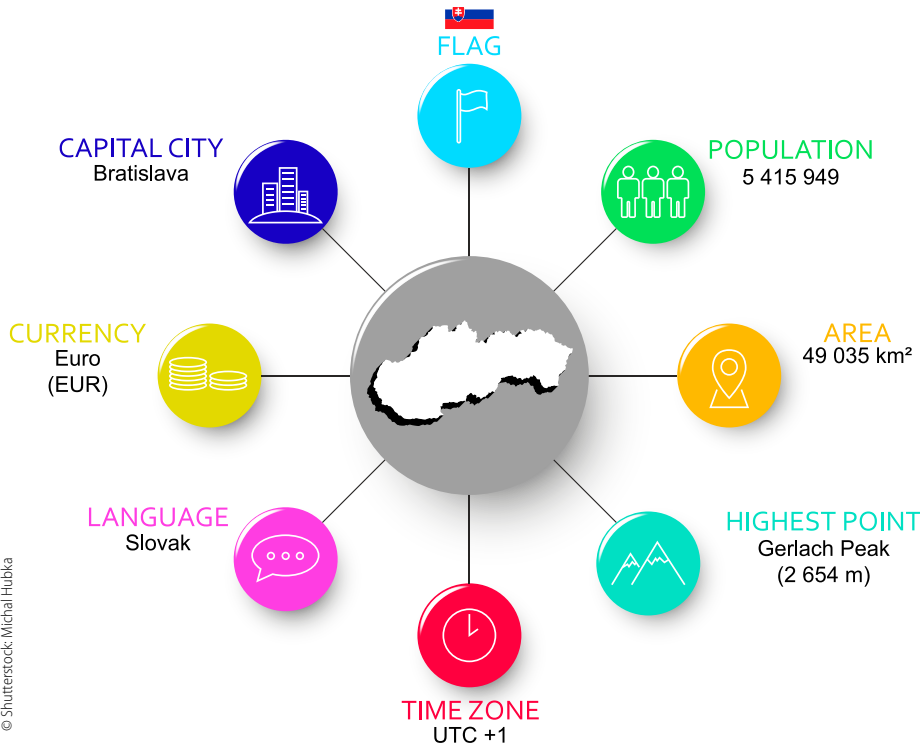 FLAG
CAPITAL CITY
Bratislava
POPULATION
5 415 949
CURRENCY
Euro
(EUR)
AREA
49 035 km²
LANGUAGE
Slovak
HIGHEST POINT
Gerlach Peak
(2 654 m)
TIME ZONE
UTC +1
© Shutterstock: Michal Hubka